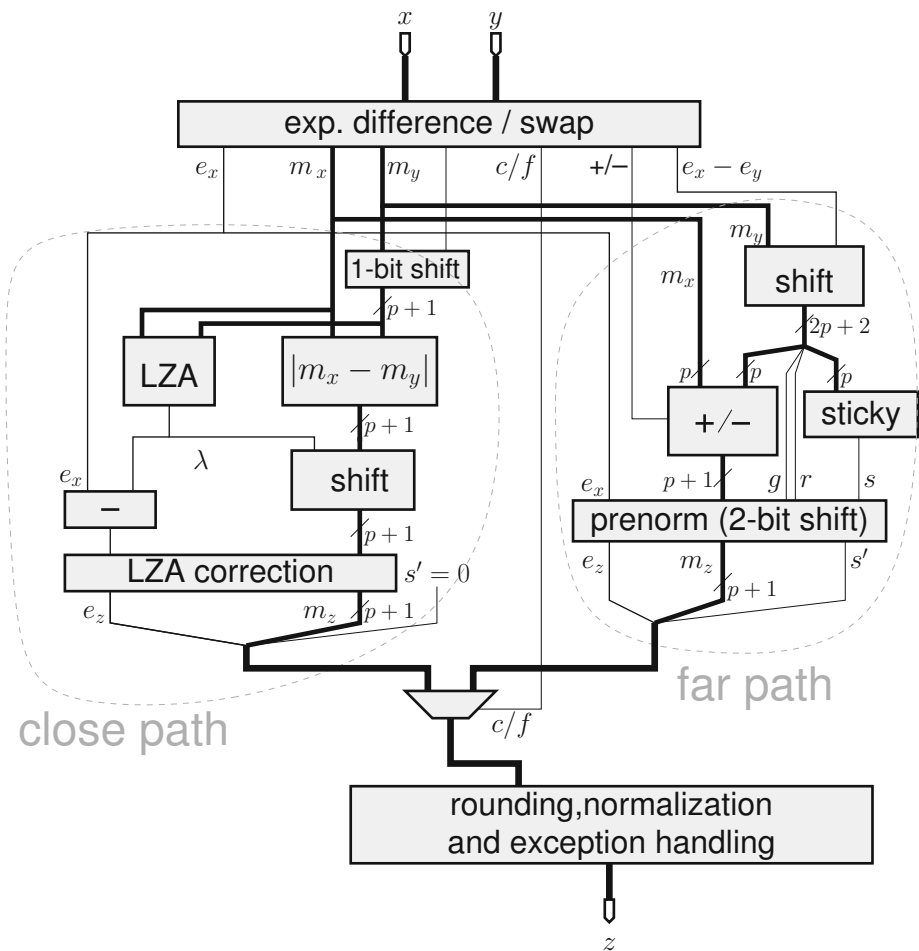 x y
exp. difference / swap
e_x m_x m_y c/f +/− e_x − e_y
m_y
1-bit shift
m_x
shift
p + 1
2p + 2
LZA
|m_x − m_y|
p p p
+/−
sticky
p + 1
λ
shift
e_x
p + 1
e_x
g r s
−
prenorm (2-bit shift)
p + 1
LZA correction
s′ = 0
e_z m_z s′
p + 1
e_z m_z p + 1
far path
close path
c/f
rounding,normalization
and exception handling
z